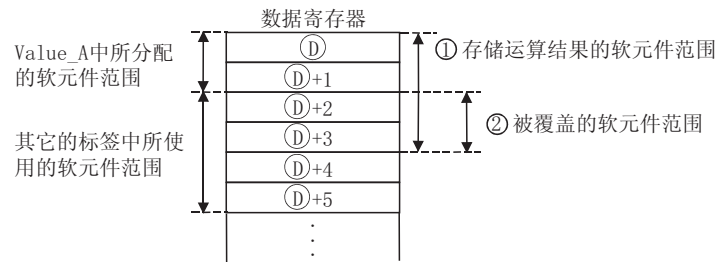 数据寄存器
Value_A中所分配
的软元件范围
Ⓓ
Ⓓ+1
Ⓓ+2
Ⓓ+3
Ⓓ+4
Ⓓ+5
①存储运算结果的软元件范围
②被覆盖的软元件范围
其它的标签中所使
用的软元件范围